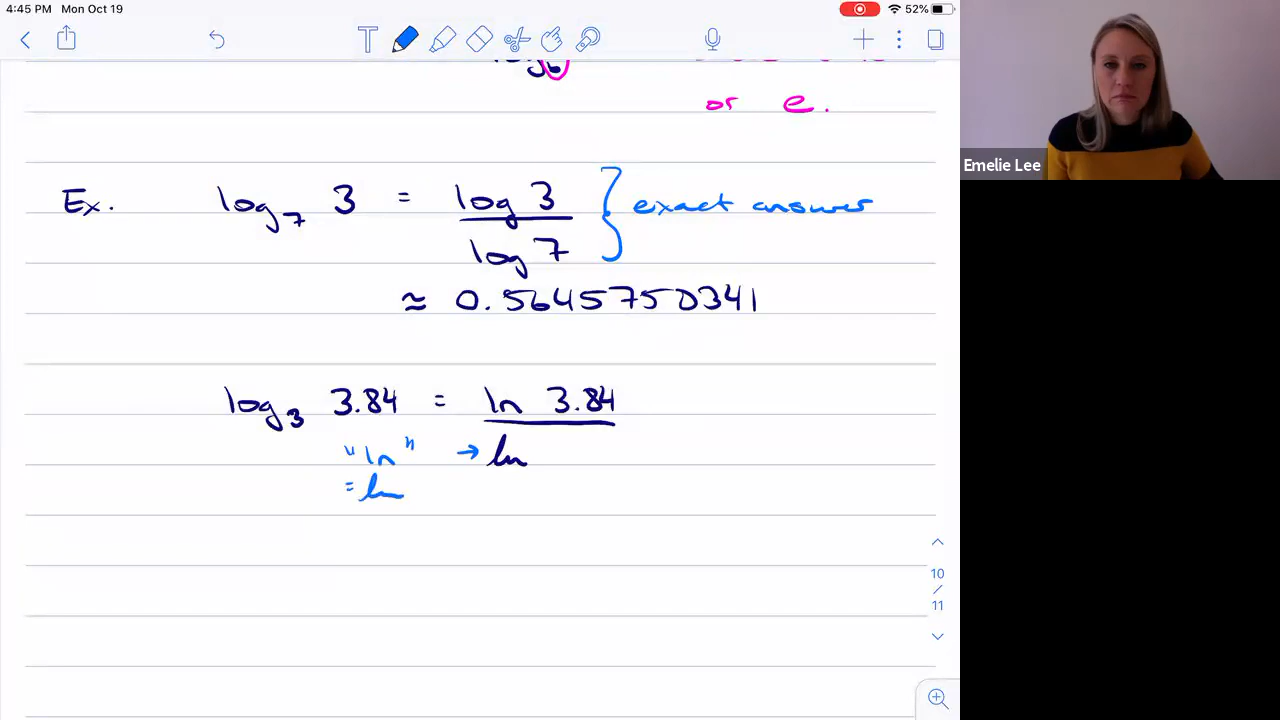 4:45 PM Mon Oct 19
52%
log b
or e.
Emelie Lee
Ex. log₇ 3 = log 3 / log 7 } exact answer
≈ 0.5645750341
log₃ 3.84 = ln 3.84 / ln
"ln" →
= ln
10
/
11